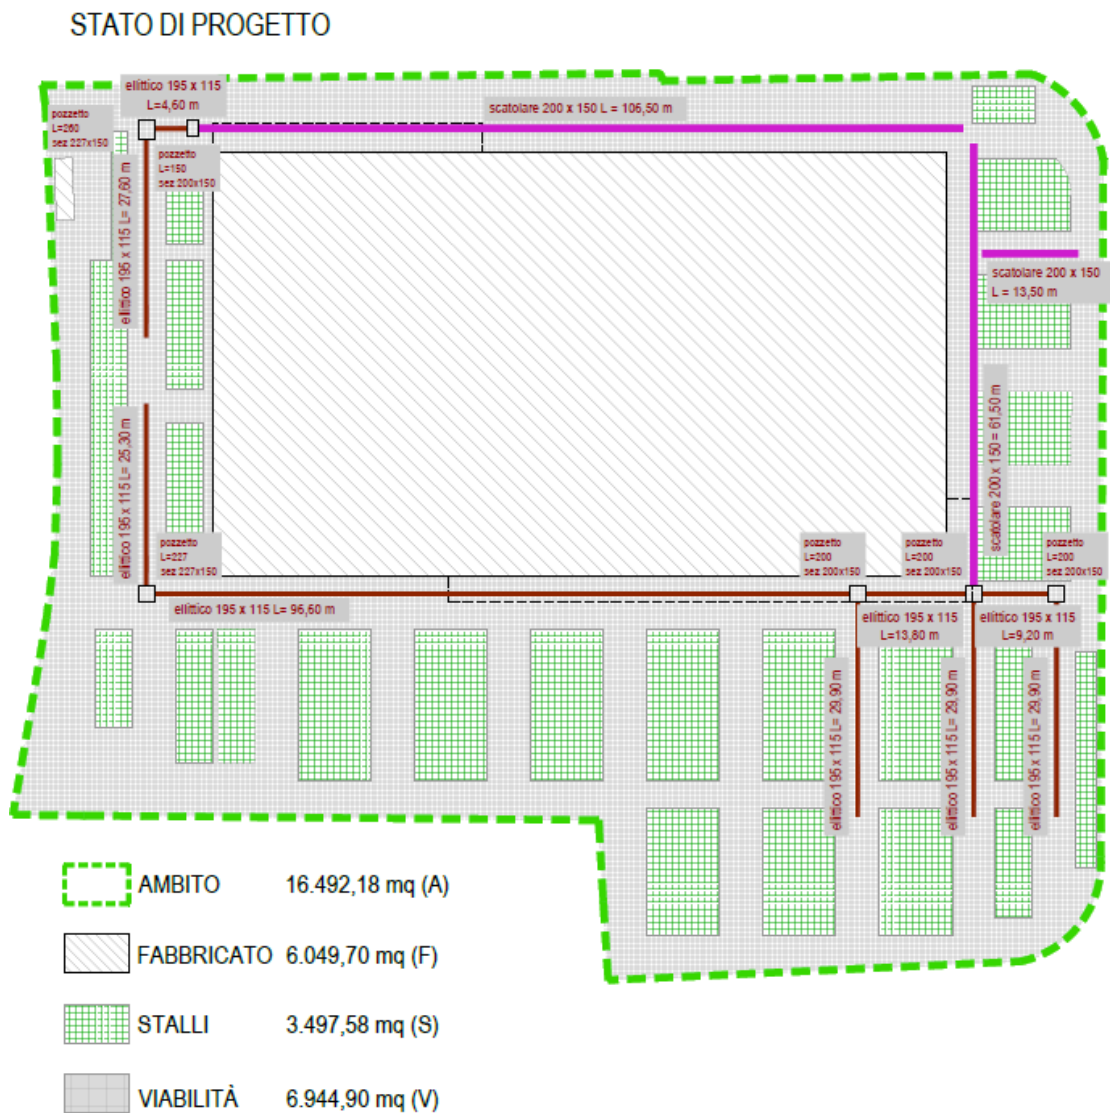 STATO DI PROGETTO
ellittico 195 x 115
L=4,60 m
scatolare 200 x 150 L = 106,50 m
pozzetto
L=260
sez 227x150
pozzetto
L=150
sez 200x150
ellittico 195 x 115 L= 27,60 m
scatolare 200 x 150
L = 13,50 m
ellittico 195 x 115 L= 25,30 m
scatolare 200 x 150 = 61,50 m
pozzetto
L=227
sez 227x150
pozzetto
L=200
sez 200x150
pozzetto
L=200
sez 200x150
pozzetto
L=200
sez 200x150
ellittico 195 x 115 L= 96,60 m
ellittico 195 x 115
L=13,80 m
ellittico 195 x 115
L=9,20 m
ellittico 195 x 115 L= 29,90 m
ellittico 195 x 115 L= 29,90 m
ellittico 195 x 115 L= 29,90 m
AMBITO 16.492,18 mq (A)
FABBRICATO 6.049,70 mq (F)
STALLI 3.497,58 mq (S)
VIABILITÀ 6.944,90 mq (V)